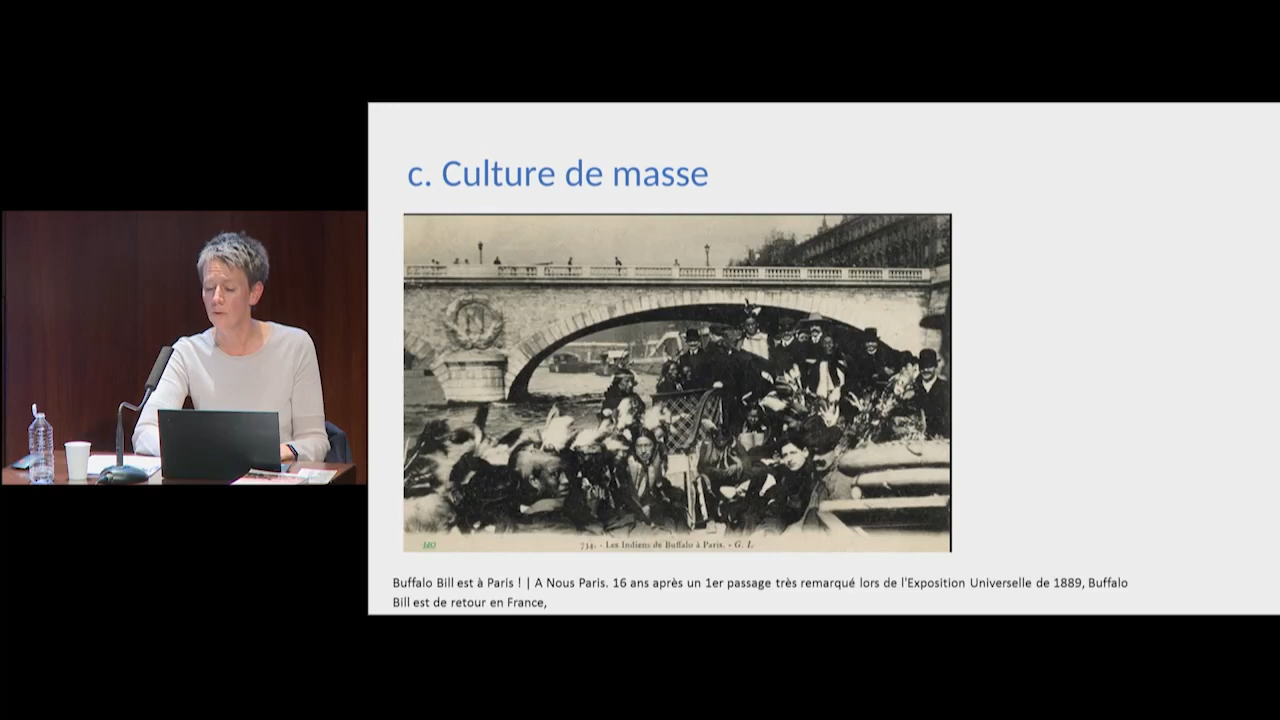 c. Culture de masse
N
120
734. - Les Indiens de Buffalo à Paris. - G. I.
Buffalo Bill est à Paris ! | A Nous Paris. 16 ans après un 1er passage très remarqué lors de l'Exposition Universelle de 1889, Buffalo
Bill est de retour en France,